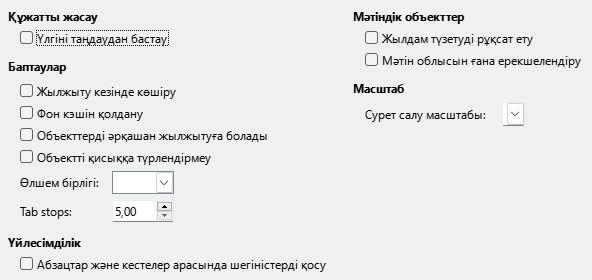 Құжатты жасау
Үлгіні таңдаудан бастау
Баптаулар
Жылжыту кезінде көшіру
Фон кэшін қолдану
Объекттерді әрқашан жылжытуға болады
Объектті қисыққа түрлендірмеу
Өлшем бірлігі:
Tab stops: 5,00
Үйлесімділік
Абзацтар және кестелер арасында шегіністерді қосу
Мәтіндік объекттер
Жылдам түзетуді рұқсат ету
Мәтін облысын ғана ерекшелендіру
Масштаб
Сурет салу масштабы: